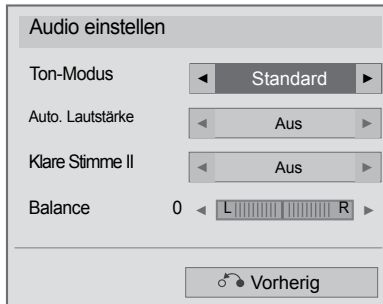 Audio einstellen
Ton-Modus ◄ Standard ►
Auto. Lautstärke ◄ Aus ►
Klare Stimme II ◄ Aus ►
Balance 0 ◄ L R ►
Vorherig